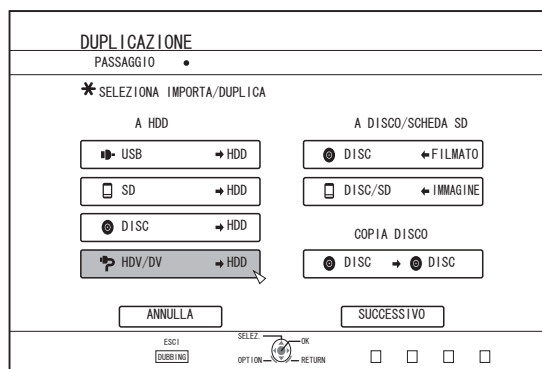 DUPLICAZIONE
PASSAGGIO
SELEZIONA IMPORTA/DUPLICA
A HDD
USB → HDD
SD → HDD
DISC → HDD
HDV/DV → HDD
A DISCO/SCHEDA SD
DISC ← FILMATO
DISC/SD ← IMMAGINE
COPIA DISCO
DISC → DISC
ANNULLA
SUCCESSIVO
ESCI
DUBBING
SELEZ.
OK
OPTION
RETURN